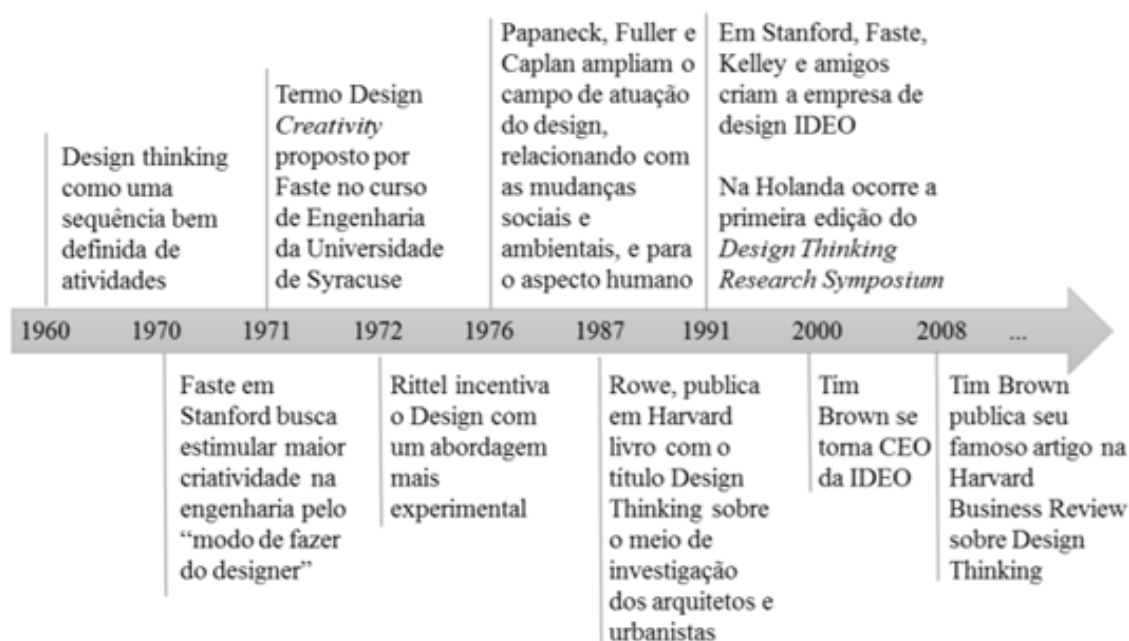 Design thinking
como uma
sequência bem
definida de
atividades
Termo Design
Creativity
proposto por
Faste no curso
de Engenharia
da Universidade
de Syracuse
Papaneck, Fuller e
Caplan ampliam o
campo de atuação
do design,
relacionando com
as mudanças
sociais e
ambientais, e para
o aspecto humano
Em Stanford, Faste,
Kelley e amigos
criam a empresa de
design IDEO
Na Holanda ocorre a
primeira edição do
Design Thinking
Research Symposium
1960 1970 1971 1972 1976 1987 1991 2000 2008 ...
Faste em
Stanford busca
estimular maior
criatividade na
engenharia pelo
“modo de fazer
do designer”
Rittel incentiva
o Design com
um abordagem
mais
experimental
Rowe, publica
em Harvard
livro com o
título Design
Thinking sobre
o meio de
investigação
dos arquitetos e
urbanistas
Tim
Brown se
torna CEO
da IDEO
Tim Brown
publica seu
famoso artigo na
Harvard
Business Review
sobre Design
Thinking